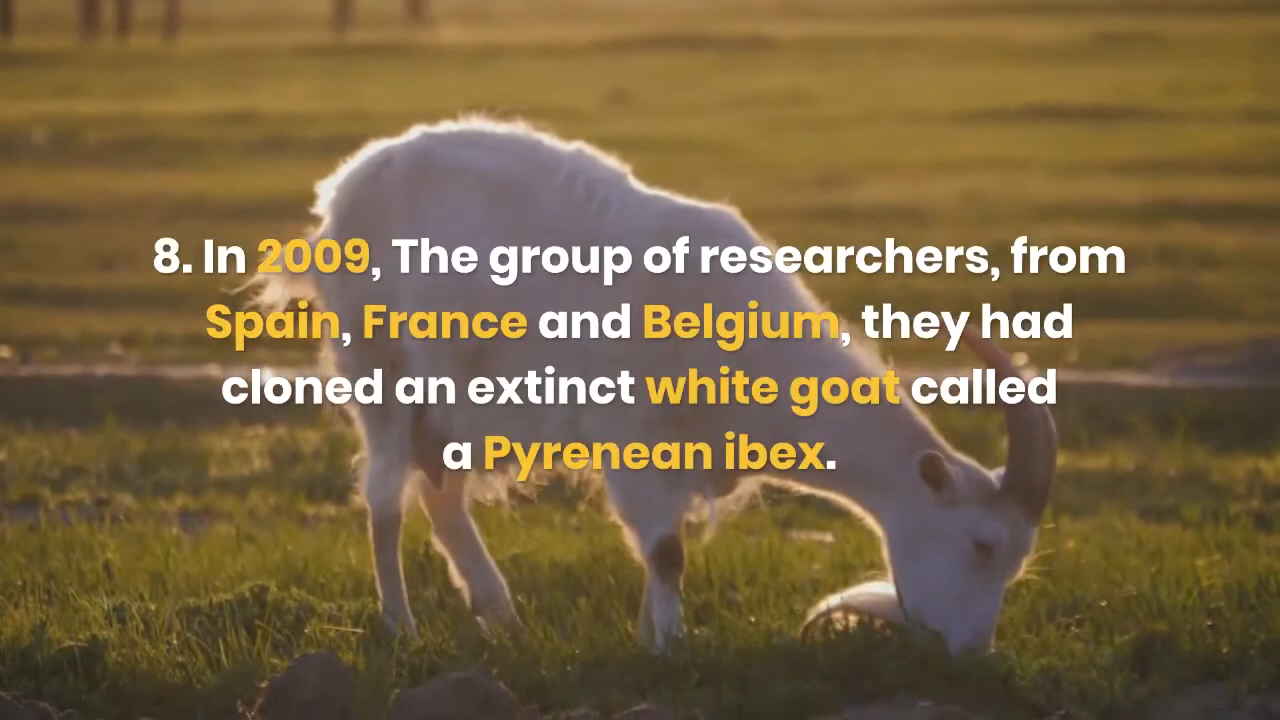 8. In 2009, The group of researchers, from
Spain, France and Belgium, they had
cloned an extinct white goat called
a Pyrenean ibex.